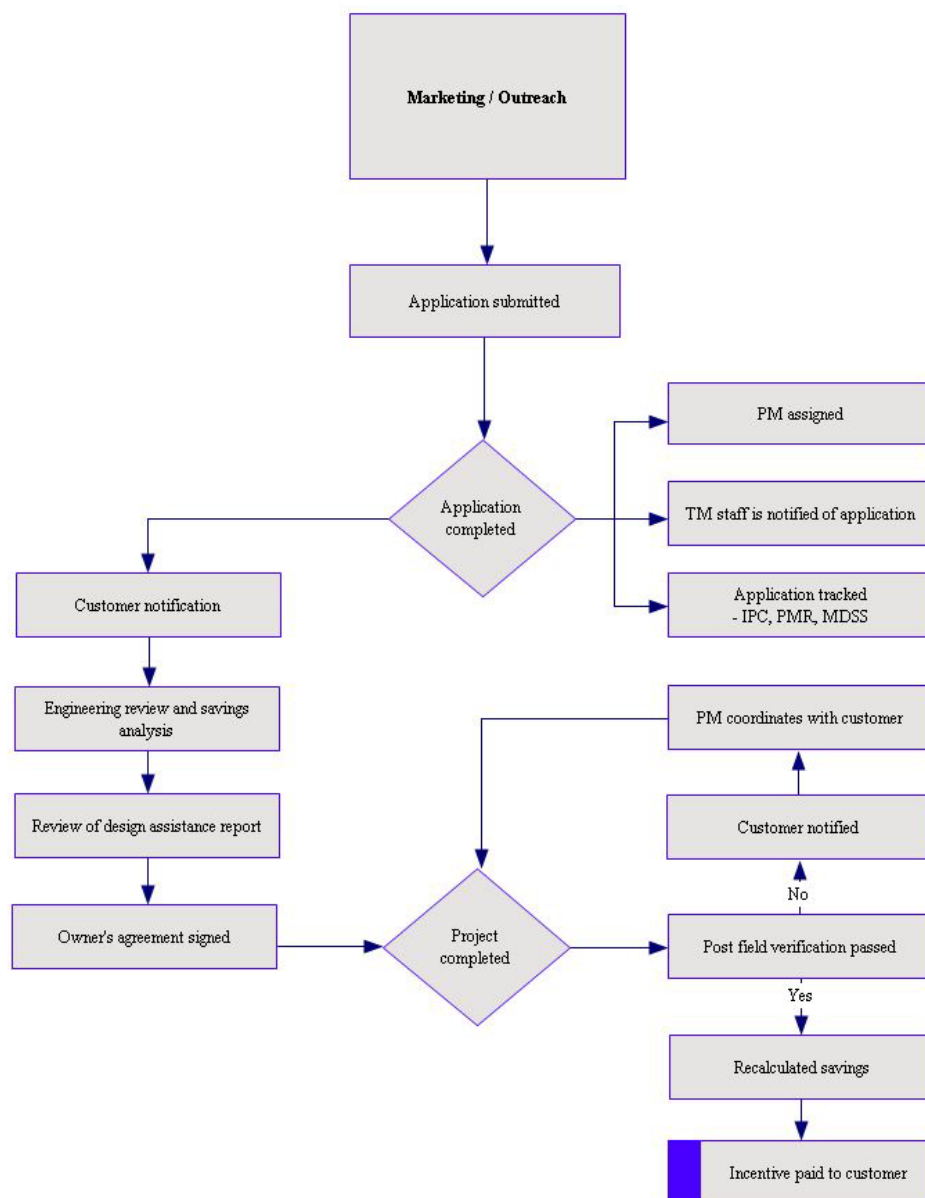 Marketing / Outreach
Application submitted
PM assigned
Application
completed
TM staff is notified of application
Customer notification
Application tracked
- IPC, PMR, MDSS
Engineering review and savings
analysis
PM coordinates with customer
Review of design assistance report
Customer notified
No
Owner's agreement signed
Project
completed
Post field verification passed
Yes
Recalculated savings
Incentive paid to customer